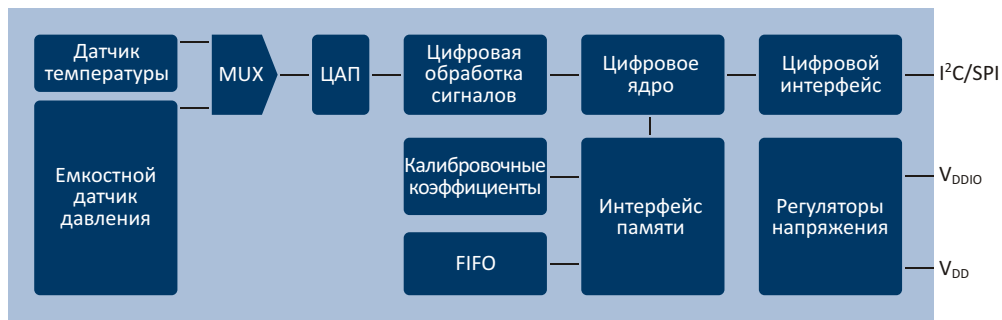 Датчик
температуры
MUX
ЦАП
Цифровая
обработка
сигналов
Цифровое
ядро
Цифровой
интерфейс
I²C/SPI
Емкостной
датчик
давления
Калибровочные
коэффициенты
FIFO
Интерфейс
памяти
Регуляторы
напряжения
VDDIO
VDD